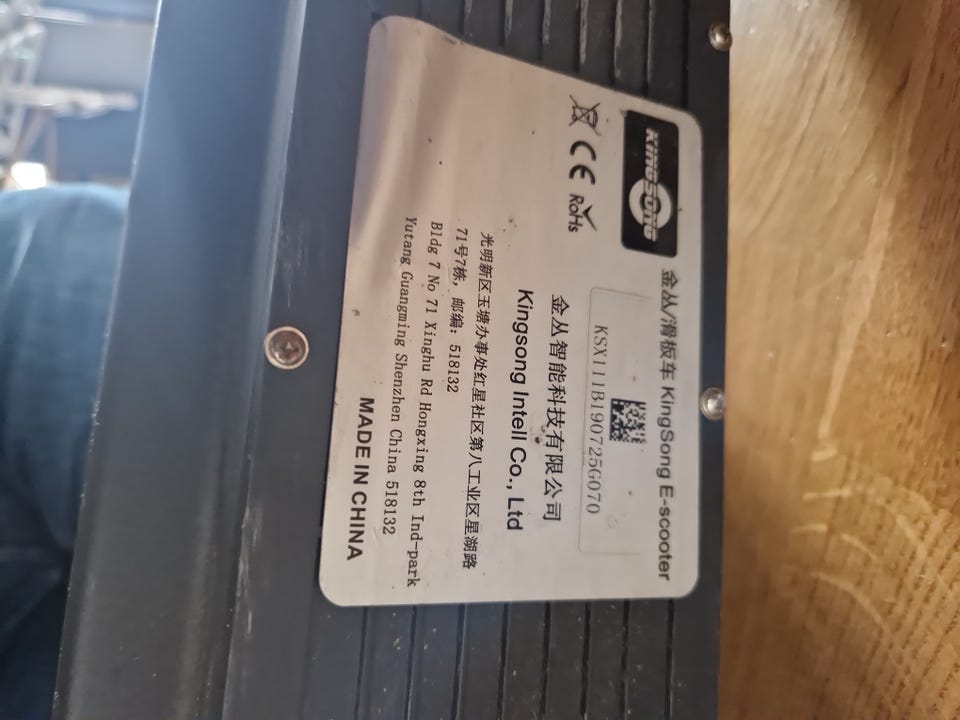 KINGSONG
CE RoHS
金丛/滑板车 KingSong E-scooter
KSX111B190725G070
金丛智能科技有限公司
Kingsong Intell Co., Ltd
光明新区玉塘办事处红星社区第八工业区星湖路
71号7栋, 邮编: 518132
Bldg 7 No 71 Xinghu Rd Hongxing 8th Ind-park
Yutang Guangming Shenzhen China 518132
MADE IN CHINA